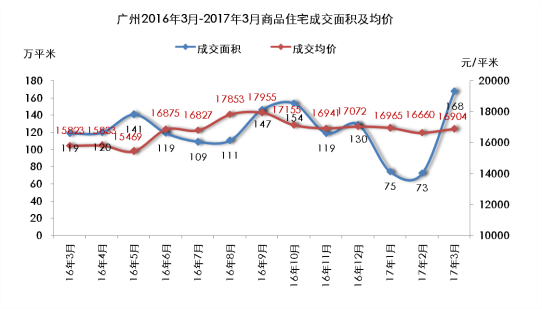 广州2016年3月-2017年3月商品住宅成交面积及均价
万平米
元/平米
成交面积 成交均价
180 160 140 120 100 80 60 40 20 0
20000 18000 16000 14000 12000 10000
15823 15823 15469 16875 16827 17853 17955 17155 16941 17072 16965 16660 16904
119 120 141 119 109 111 147 154 119 130 75 73 168
16年3月 16年4月 16年5月 16年6月 16年7月 16年8月 16年9月 16年10月 16年11月 16年12月 17年1月 17年2月 17年3月